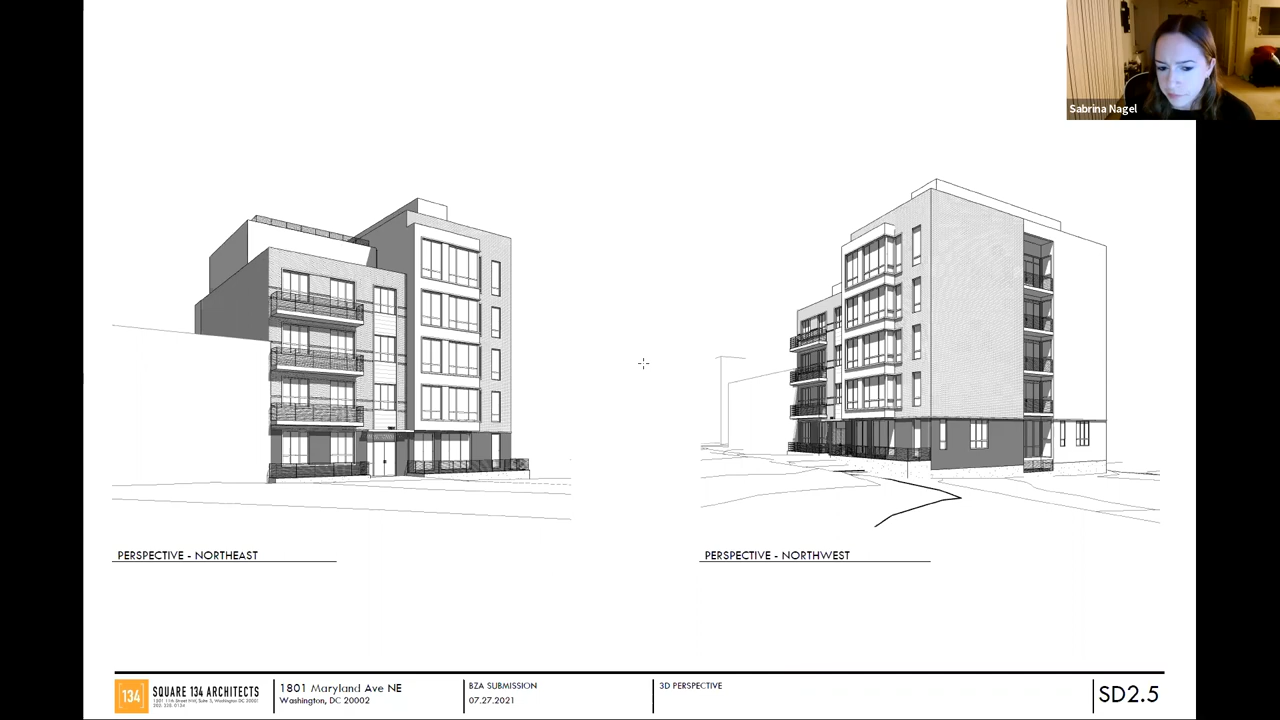 Sabrina Nagel
PERSPECTIVE - NORTHEAST
PERSPECTIVE - NORTHWEST
134
SQUARE 134 ARCHITECTS
1801 Maryland Ave NE
Washington, DC 20002
BZA SUBMISSION
07.27.2021
3D PERSPECTIVE
SD2.5